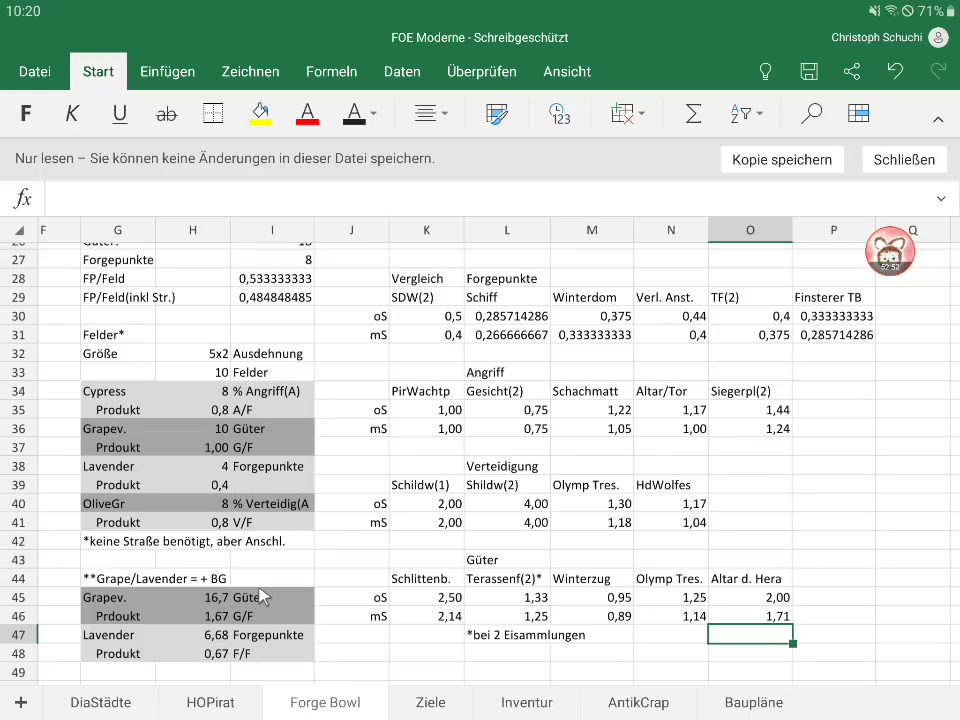 10:20 71%
FOE Moderne - Schreibgeschützt
Christoph Schuchi
Datei Start Einfügen Zeichnen Formeln Daten Überprüfen Ansicht
F K U ab A A 123 Σ A Z
Nur lesen – Sie können keine Änderungen in dieser Datei speichern. Kopie speichern Schließen
fx
F G H I J K L M N O P Q
26 Güter. 18
27 Forgepunkte 8
28 FP/Feld 0,533333333 Vergleich Forgepunkte
29 FP/Feld(inkl Str.) 0,484848485 SDW(2) Schiff Winterdom Verl. Anst. TF(2) Finsterer TB
30 oS 0,5 0,285714286 0,375 0,44 0,4 0,333333333
31 Felder* mS 0,4 0,266666667 0,333333333 0,4 0,375 0,285714286
32 Größe 5x2 Ausdehnung
33 10 Felder Angriff
34 Cypress 8 % Angriff(A) PirWachtp Gesicht(2) Schachmatt Altar/Tor Siegerpl(2)
35 Produkt 0,8 A/F oS 1,00 0,75 1,22 1,17 1,44
36 Grapev. 10 Güter mS 1,00 0,75 1,05 1,00 1,24
37 Prdoukt 1,00 G/F
38 Lavender 4 Forgepunkte Verteidigung
39 Produkt 0,4 Schildw(1) Shildw(2) Olymp Tres. HdWolfes
40 OliveGr 8 % Verteidig(A oS 2,00 4,00 1,30 1,17
41 Produkt 0,8 V/F mS 2,00 4,00 1,18 1,04
42 *keine Straße benötigt, aber Anschl.
43 Güter
44 **Grape/Lavender = + BG Schlittenb. Terassenf(2)* Winterzug Olymp Tres. Altar d. Hera
45 Grapev. 16,7 Güte oS 2,50 1,33 0,95 1,25 2,00
46 Prdoukt 1,67 G/F mS 2,14 1,25 0,89 1,14 1,71
47 Lavender 6,68 Forgepunkte *bei 2 Eisammlungen
48 Produkt 0,67 F/F
49
+ DiaStädte HOPirat Forge Bowl Ziele Inventur AntikCrap Baupläne